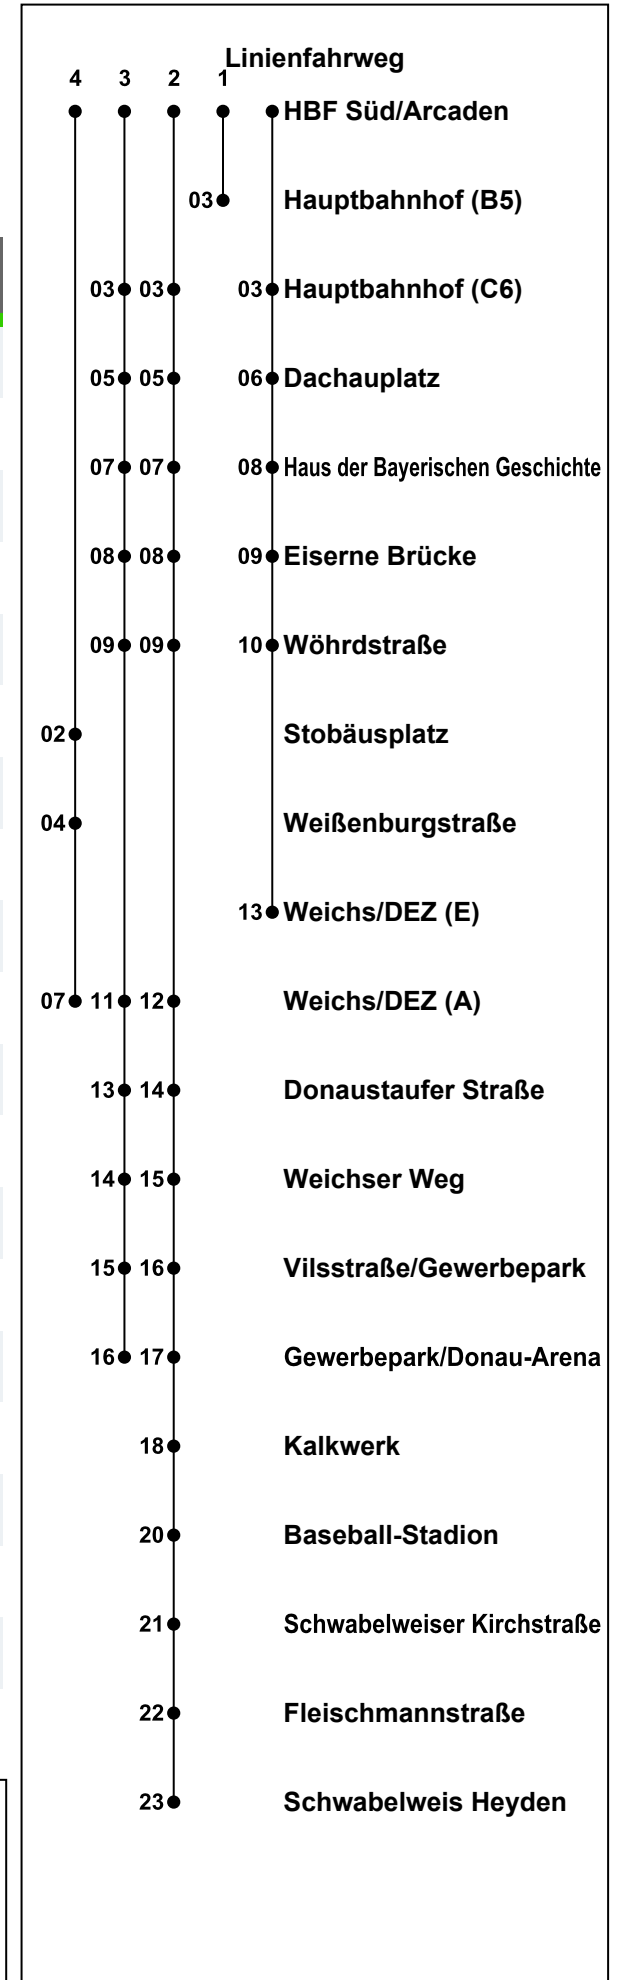 Linienfahrweg
4 3 2 1
HBF Süd/Arcaden
03 Hauptbahnhof (B5)
03 03 03 Hauptbahnhof (C6)
05 05 06 Dachauplatz
07 07 08 Haus der Bayerischen Geschichte
08 08 09 Eiserne Brücke
09 09 10 Wöhrdstraße
02 Stobäusplatz
04 Weißenburgstraße
13 Weichs/DEZ (E)
07 11 12 Weichs/DEZ (A)
13 14 Donaustaufer Straße
14 15 Weichser Weg
15 16 Vilsstraße/Gewerbepark
16 17 Gewerbepark/Donau-Arena
18 Kalkwerk
20 Baseball-Stadion
21 Schwabelweiser Kirchstraße
22 Fleischmannstraße
23 Schwabelweis Heyden